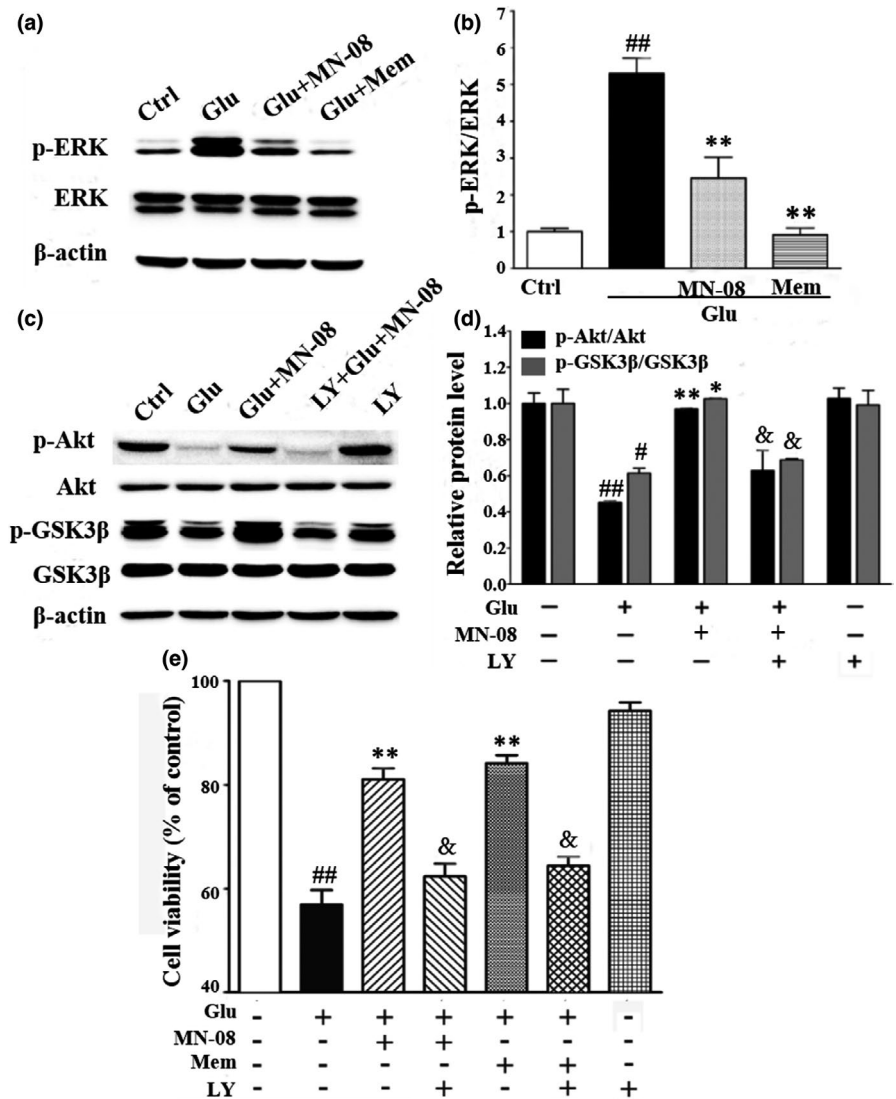 (a)
Ctrl Glu Glu+MN-08 Glu+Mem
p-ERK
ERK
β-actin
(b)
p-ERK/ERK
7
6
5
4
3
2
1
0
##
**
**
Ctrl MN-08 Mem
Glu
(c)
Ctrl Glu Glu+MN-08 LY+Glu+MN-08 LY
p-Akt
Akt
p-GSK3β
GSK3β
β-actin
(d)
Relative protein level
1.4
1.2
1.0
0.8
0.6
0.4
0.2
0.0
p-Akt/Akt
p-GSK3β/GSK3β
## # ** * & &
Glu – + + + –
MN-08 – – + + –
LY – – – + +
(e)
Cell viability (% of control)
100
80
60
40
## ** & ** &
Glu - + + + + + -
MN-08 - - + + - - -
Mem - - - - + + -
LY - - - + - + +